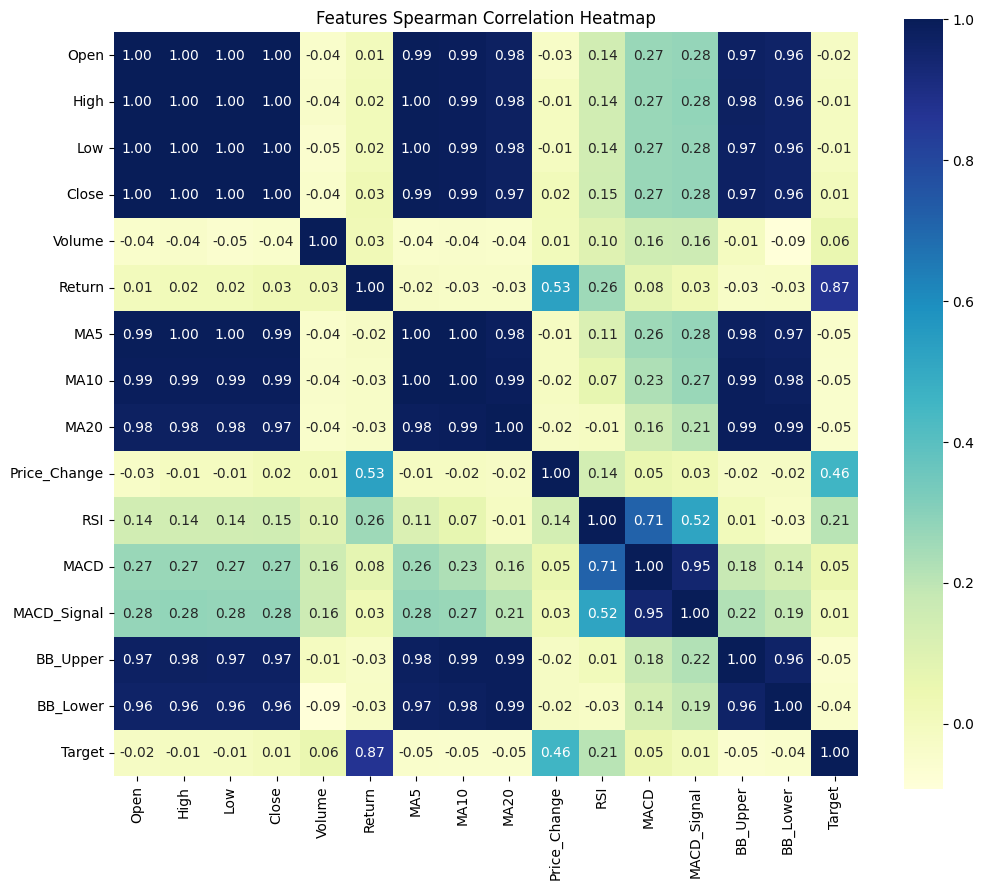 Features Spearman Correlation Heatmap
Open 1.00 1.00 1.00 1.00 -0.04 0.01 0.99 0.99 0.98 -0.03 0.14 0.27 0.28 0.97 0.96 -0.02
High 1.00 1.00 1.00 1.00 -0.04 0.02 1.00 0.99 0.98 -0.01 0.14 0.27 0.28 0.98 0.96 -0.01
Low 1.00 1.00 1.00 1.00 -0.05 0.02 1.00 0.99 0.98 -0.01 0.14 0.27 0.28 0.97 0.96 -0.01
Close 1.00 1.00 1.00 1.00 -0.04 0.03 0.99 0.99 0.97 0.02 0.15 0.27 0.28 0.97 0.96 0.01
Volume -0.04 -0.04 -0.05 -0.04 1.00 0.03 -0.04 -0.04 -0.04 0.01 0.10 0.16 0.16 -0.01 -0.09 0.06
Return 0.01 0.02 0.02 0.03 0.03 1.00 -0.02 -0.03 -0.03 0.53 0.26 0.08 0.03 -0.03 -0.03 0.87
MA5 0.99 1.00 1.00 0.99 -0.04 -0.02 1.00 1.00 0.98 -0.01 0.11 0.26 0.28 0.98 0.97 -0.05
MA10 0.99 0.99 0.99 0.99 -0.04 -0.03 1.00 1.00 0.99 -0.02 0.07 0.23 0.27 0.99 0.98 -0.05
MA20 0.98 0.98 0.98 0.97 -0.04 -0.03 0.98 0.99 1.00 -0.02 -0.01 0.16 0.21 0.99 0.99 -0.05
Price_Change -0.03 -0.01 -0.01 0.02 0.01 0.53 -0.01 -0.02 -0.02 1.00 0.14 0.05 0.03 -0.02 -0.02 0.46
RSI 0.14 0.14 0.14 0.15 0.10 0.26 0.11 0.07 -0.01 0.14 1.00 0.71 0.52 0.01 -0.03 0.21
MACD 0.27 0.27 0.27 0.27 0.16 0.08 0.26 0.23 0.16 0.05 0.71 1.00 0.95 0.18 0.14 0.05
MACD_Signal 0.28 0.28 0.28 0.28 0.16 0.03 0.28 0.27 0.21 0.03 0.52 0.95 1.00 0.22 0.19 0.01
BB_Upper 0.97 0.98 0.97 0.97 -0.01 -0.03 0.98 0.99 0.99 -0.02 0.01 0.18 0.22 1.00 0.96 -0.05
BB_Lower 0.96 0.96 0.96 0.96 -0.09 -0.03 0.97 0.98 0.99 -0.02 -0.03 0.14 0.19 0.96 1.00 -0.04
Target -0.02 -0.01 -0.01 0.01 0.06 0.87 -0.05 -0.05 -0.05 0.46 0.21 0.05 0.01 -0.05 -0.04 1.00
Open High Low Close Volume Return MA5 MA10 MA20 Price_Change RSI MACD MACD_Signal BB_Upper BB_Lower Target
1.0
0.8
0.6
0.4
0.2
0.0